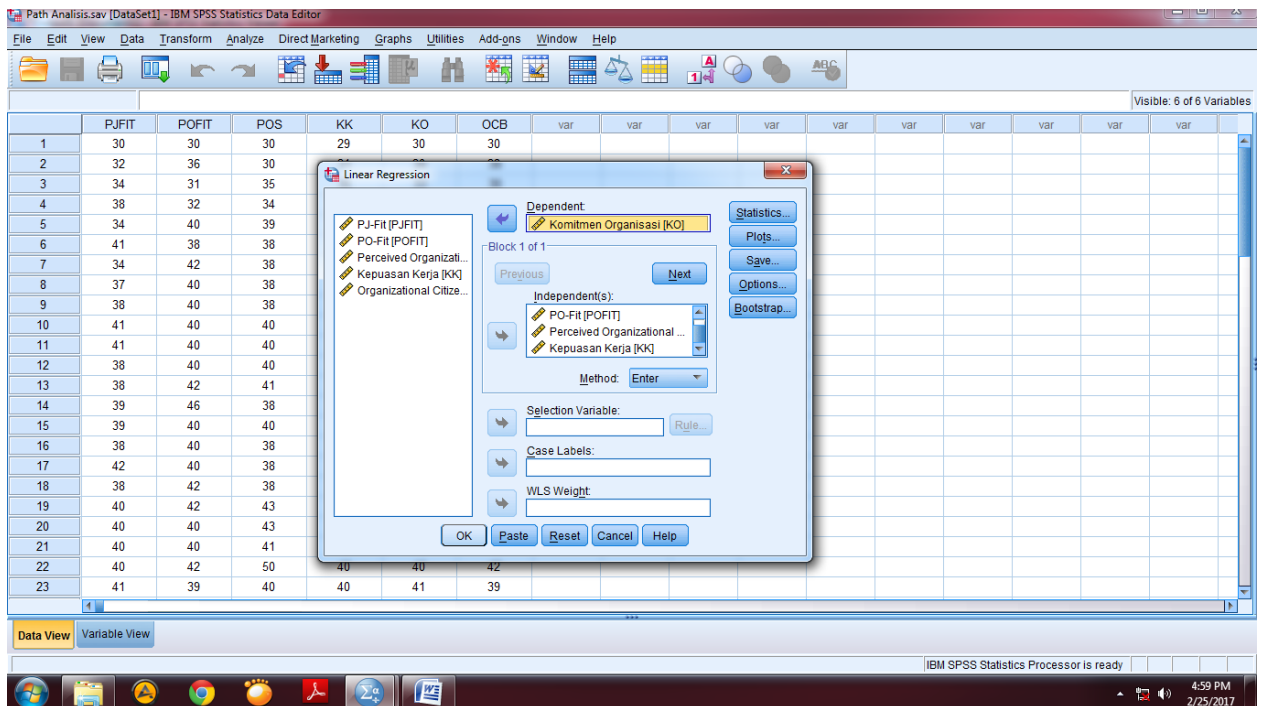 Path Analisis.sav [DataSet1] - IBM SPSS Statistics Data Editor
File Edit View Data Transform Analyze Direct Marketing Graphs Utilities Add-ons Window Help
Visible: 6 of 6 Variables
PJFIT POFIT POS KK KO OCB var var var var var var var var var var
1 30 30 30 29 30 30
2 32 36 30
3 34 31 35
4 38 32 34
5 34 40 39
6 41 38 38
7 34 42 38
8 37 40 38
9 38 40 38
10 41 40 40
11 41 40 40
12 38 40 40
13 38 42 41
14 39 46 38
15 39 40 40
16 38 40 38
17 42 40 38
18 38 42 38
19 40 42 43
20 40 40 43
21 40 40 41
22 40 42 50 40 40 42
23 41 39 40 40 41 39
Linear Regression
PJ-Fit [PJFIT]
PO-Fit [POFIT]
Perceived Organizati...
Kepuasan Kerja [KK]
Organizational Citize...
Dependent:
Komitmen Organisasi [KO]
Block 1 of 1
Previous Next
Independent(s):
PO-Fit [POFIT]
Perceived Organizational ...
Kepuasan Kerja [KK]
Method: Enter
Selection Variable:
Rule...
Case Labels:
WLS Weight:
Statistics...
Plots...
Save...
Options...
Bootstrap...
OK Paste Reset Cancel Help
Data View Variable View
IBM SPSS Statistics Processor is ready
4:59 PM
2/25/2017